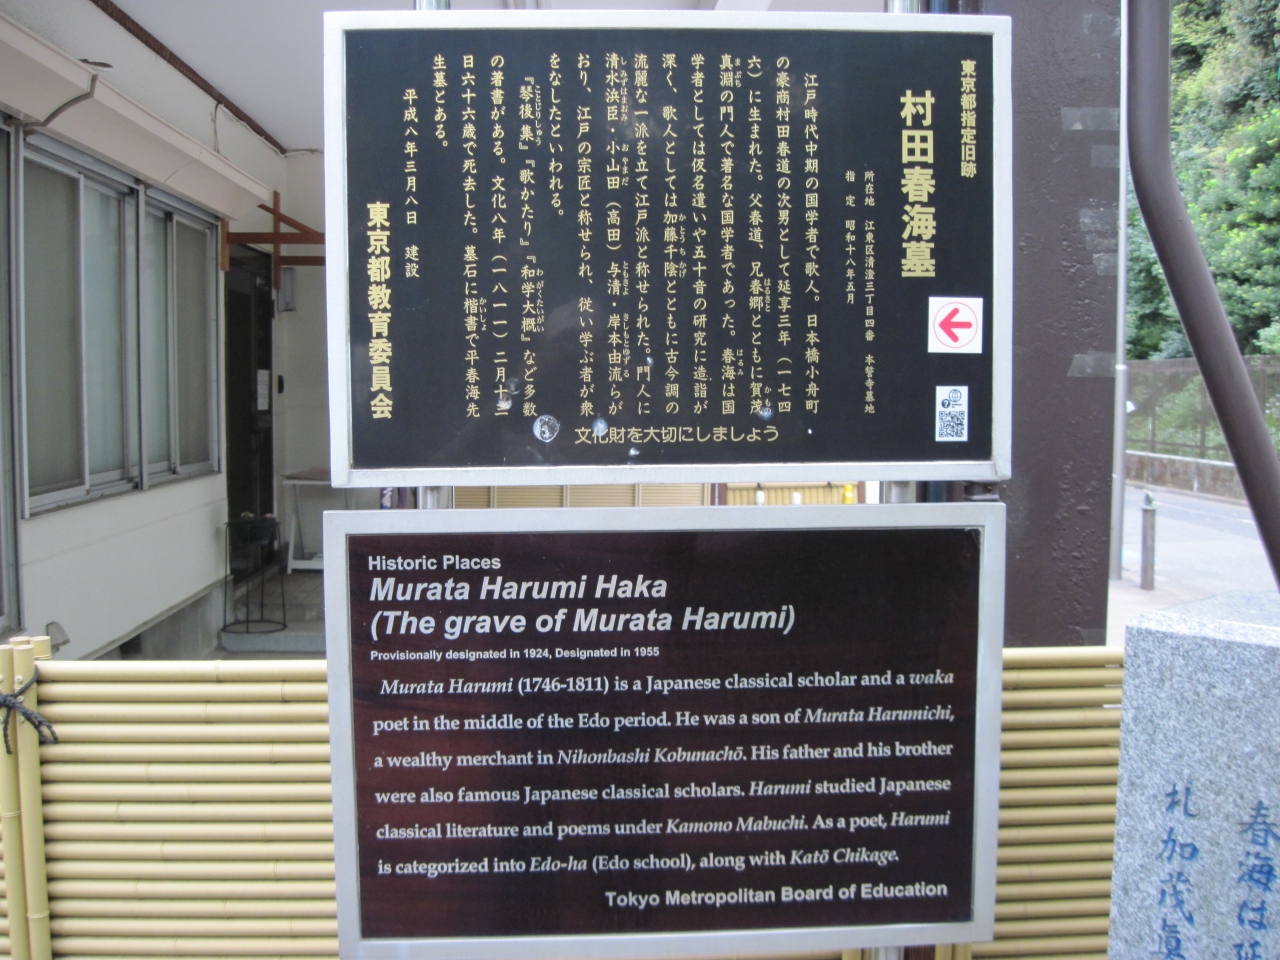 東京都指定旧跡
村田春海墓
所在地 江東区清澄三丁目四番 本誓寺墓地
指定 昭和十八年五月
江戸時代中期の国学者で歌人。日本橋小舟町
の豪商村田春道の次男として延享三年（一七四
六）に生まれた。父春道、兄春郷とともに賀茂
真淵の門人で著名な国学者であった。春海は国
学者としては仮名遣いや五十音の研究に造詣が
深く、歌人としては加藤千陰とともに古今調の
流麗な一派を立て江戸派と称せられた。門人に
清水浜臣・小山田（高田）与清・岸本由流らが
おり、江戸の宗匠と称せられ、従い学ぶ者が衆
をなしたといわれる。
『琴後集』『歌かたり』『和学大概』など多数
の著書がある。文化八年（一八一一）二月十三
日六十六歳で死去した。墓石に楷書で平春海先
生墓とある。
平成八年三月八日 建設
東京都教育委員会
文化財を大切にしましょう
Historic Places
Murata Harumi Haka
(The grave of Murata Harumi)
Provisionally designated in 1924, Designated in 1955
Murata Harumi (1746-1811) is a Japanese classical scholar and a waka
poet in the middle of the Edo period. He was a son of Murata Harumichi,
a wealthy merchant in Nihonbashi Kobunachō. His father and his brother
were also famous Japanese classical scholars. Harumi studied Japanese
classical literature and poems under Kamono Mabuchi. As a poet, Harumi
is categorized into Edo-ha (Edo school), along with Katō Chikage.
Tokyo Metropolitan Board of Education
春海は延
札加茂眞